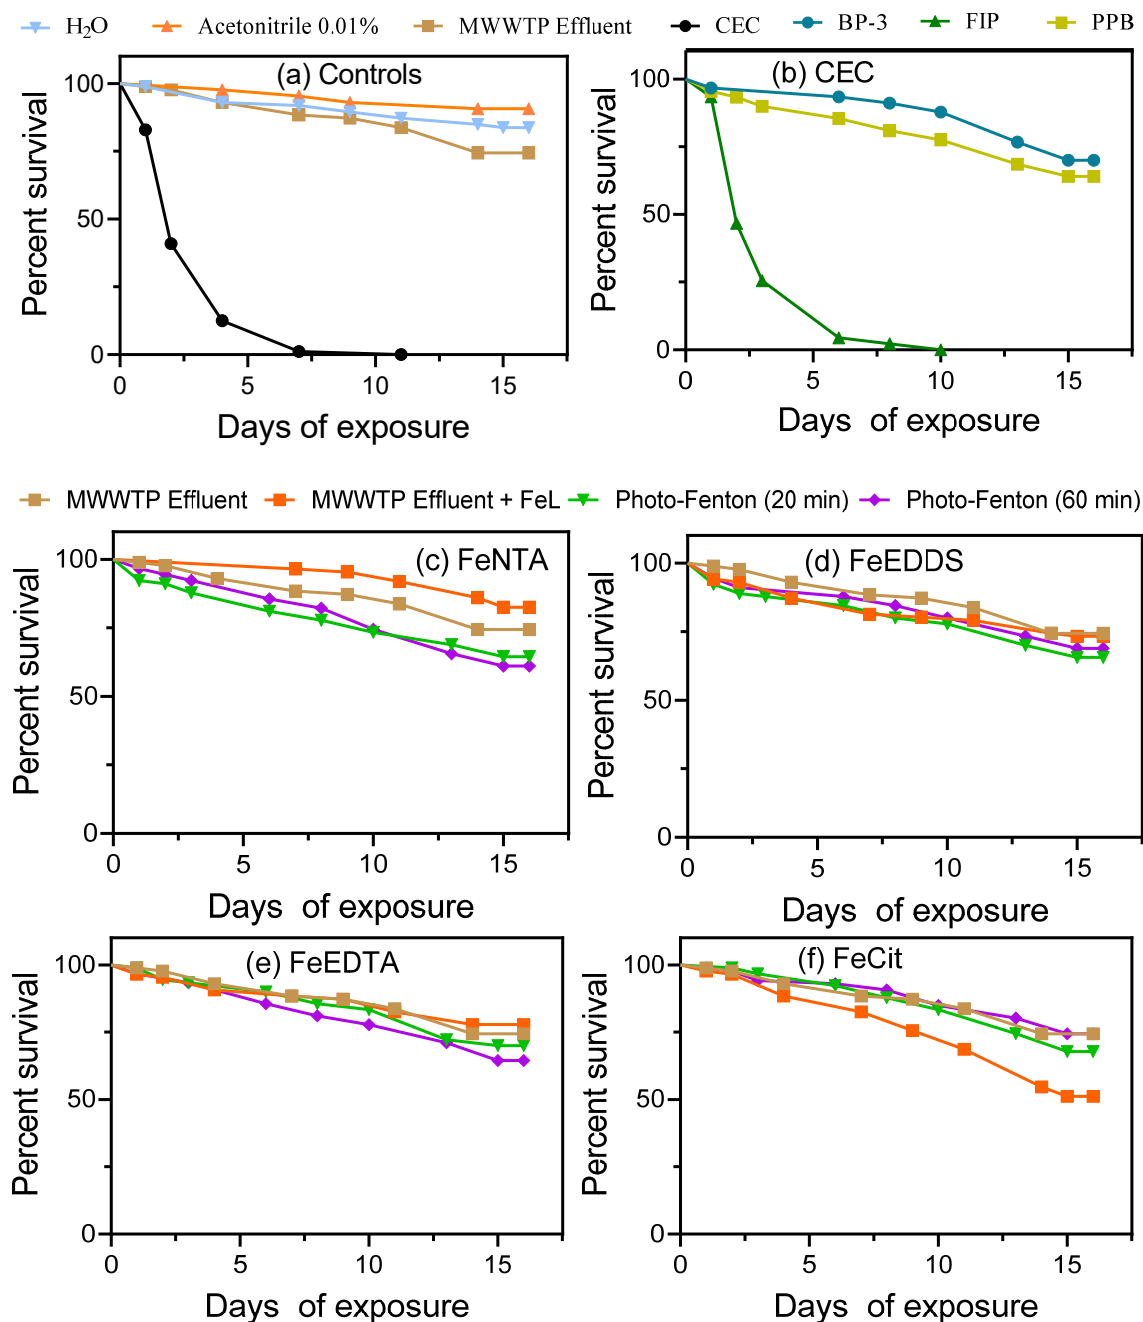 H2O Acetonitrile 0.01% MWWTP Effluent CEC BP-3 FIP PPB
(a) Controls
Percent survival
100
50
0
0 5 10 15
Days of exposure
(b) CEC
Percent survival
100
50
0
0 5 10 15
Days of exposure
MWWTP Effluent MWWTP Effluent + FeL Photo-Fenton (20 min) Photo-Fenton (60 min)
(c) FeNTA
Percent survival
100
50
0
0 5 10 15
Days of exposure
(d) FeEDDS
Percent survival
100
50
0
0 5 10 15
Days of exposure
(e) FeEDTA
Percent survival
100
50
0
0 5 10 15
Days of exposure
(f) FeCit
Percent survival
100
50
0
0 5 10 15
Days of exposure